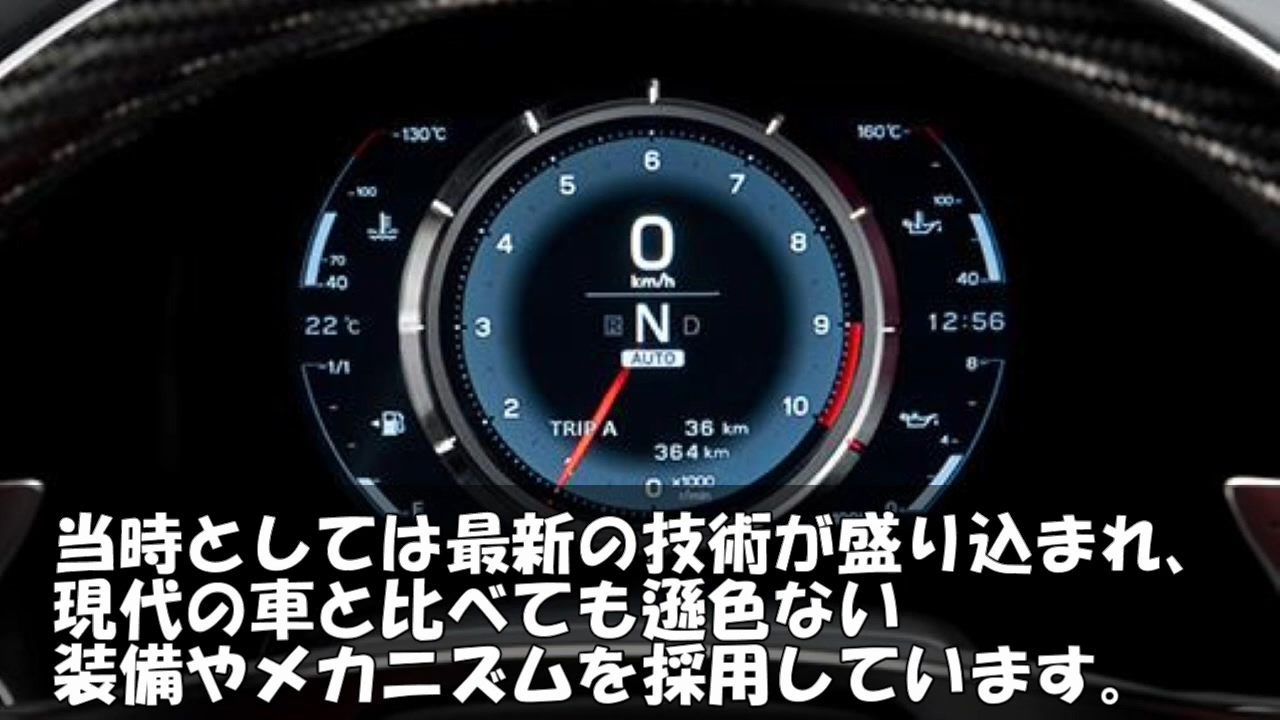 130℃
160℃
100
100
70
40
40
22℃
12:56
1/1
8
4
F
0
6
5
7
4
8
3
9
2
10
0
km/h
R N D
AUTO
TRIP A 36 km
364 km
0 x1000
r/min
当時としては最新の技術が盛り込まれ、
現代の車と比べても遜色ない
装備やメカニズムを採用しています。